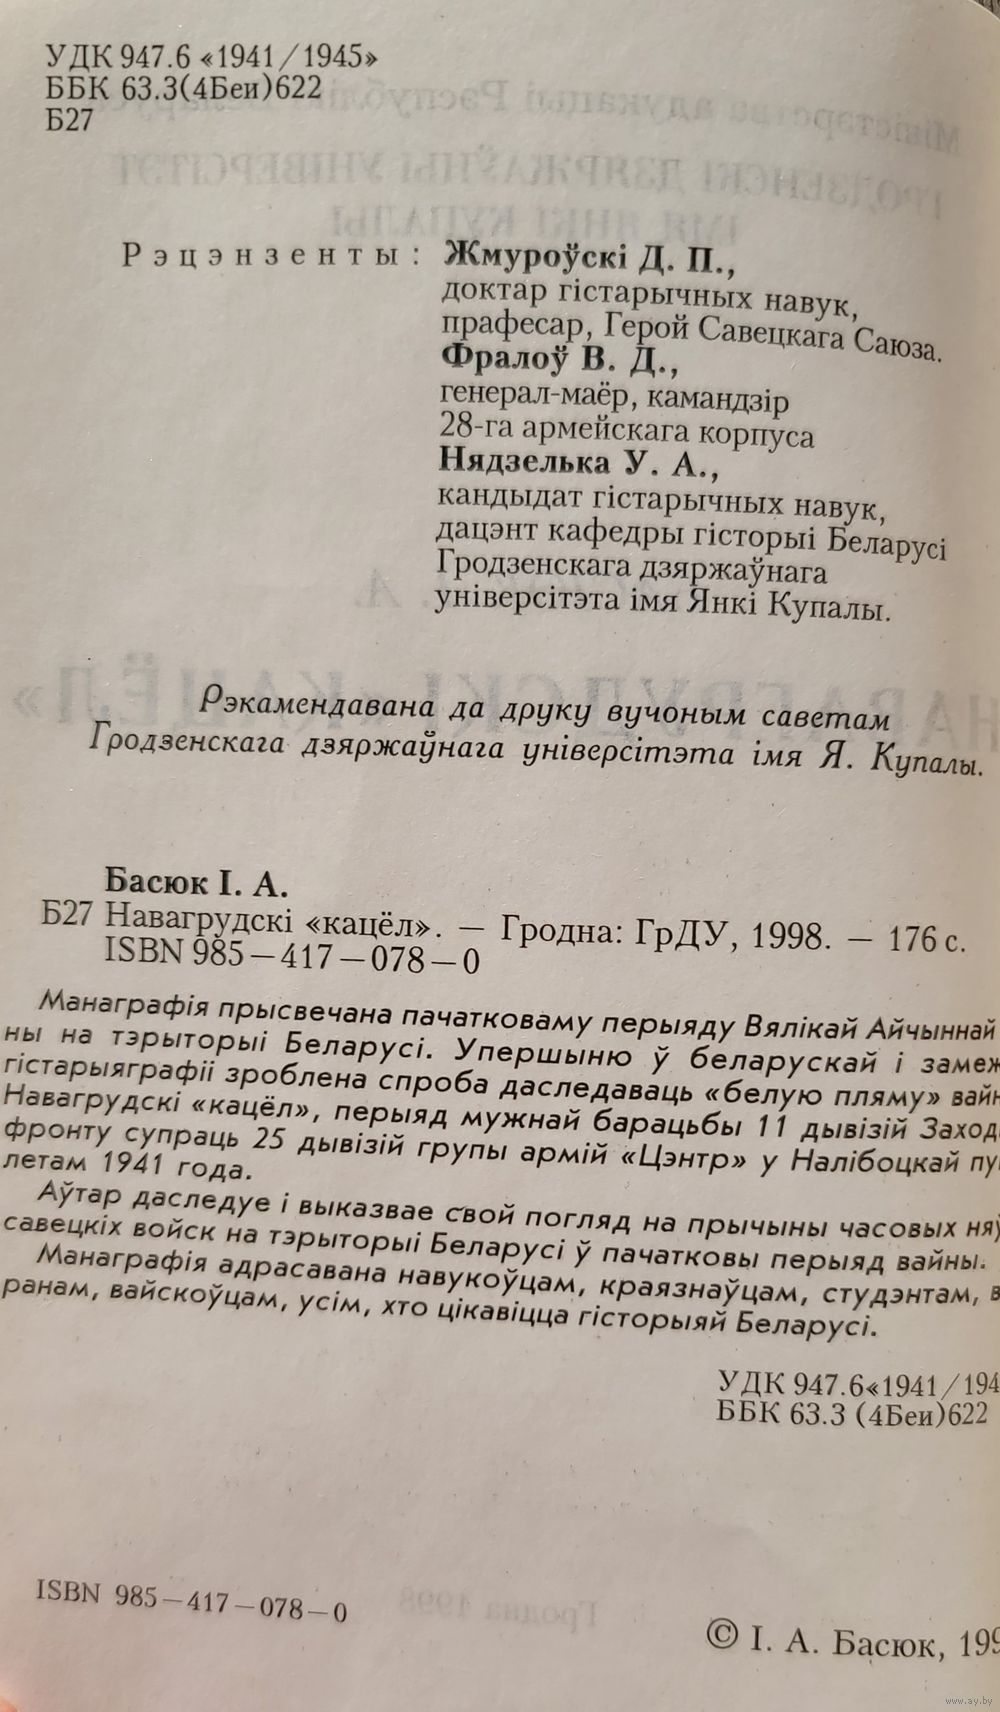 УДК 947.6 «1941/1945»
ББК 63.3(4Беи)622
Б27
Рэцэнзенты: Жмуроўскі Д. П.,
доктар гістарычных навук,
прафесар, Герой Савецкага Саюза.
Фралоў В. Д.,
генерал-маёр, камандзір
28-га армейскага корпуса
Нядзелька У. А.,
кандыдат гістарычных навук,
дацэнт кафедры гісторыі Беларусі
Гродзенскага дзяржаўнага
універсітэта імя Янкі Купалы.
Рэкамендавана да друку вучоным саветам
Гродзенскага дзяржаўнага універсітэта імя Я. Купалы.
Басюк І. А.
Б27 Навагрудскі «кацёл». — Гродна: ГрДУ, 1998. — 176 с.
ISBN 985—417—078—0
Манаграфія прысвечана пачатковаму перыяду Вялікай Айчыннай
ны на тэрыторыі Беларусі. Упершыню ў беларускай і замеж
гістарыяграфіі зроблена спроба даследаваць «белую пляму» вайн
Навагрудскі «кацёл», перыяд мужнай барацьбы 11 дывізій Заход
фронту супраць 25 дывізій групы армій «Цэнтр» у Налібоцкай пу
летам 1941 года.
Аўтар даследуе і выказвае свой погляд на прычыны часовых няў
савецкіх войск на тэрыторыі Беларусі ў пачатковы перыяд вайны.
Манаграфія адрасавана навукоўцам, краязнаўцам, студэнтам, в
ранам, вайскоўцам, усім, хто цікавіцца гісторыяй Беларусі.
УДК 947.6«1941/194
ББК 63.3 (4Беи)622
ISBN 985—417—078—0
© І. А. Басюк, 199
www.ay.by